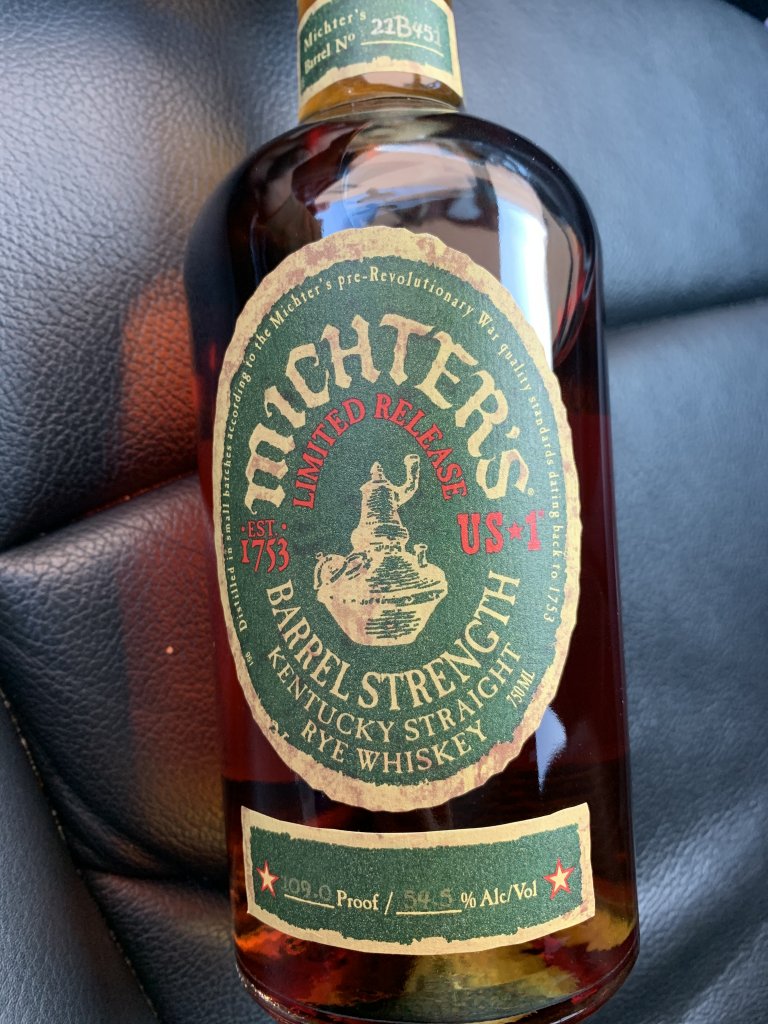 Michter's
Barrel No 21B451
Distilled in small batches according to the Michter's pre-Revolutionary War quality standards dating back to 1753
MICHTER'S®
LIMITED RELEASE
·EST.·
1753
US★1
BARREL STRENGTH
KENTUCKY STRAIGHT
RYE WHISKEY
750ML
109.0 Proof / 54.5 % Alc/Vol